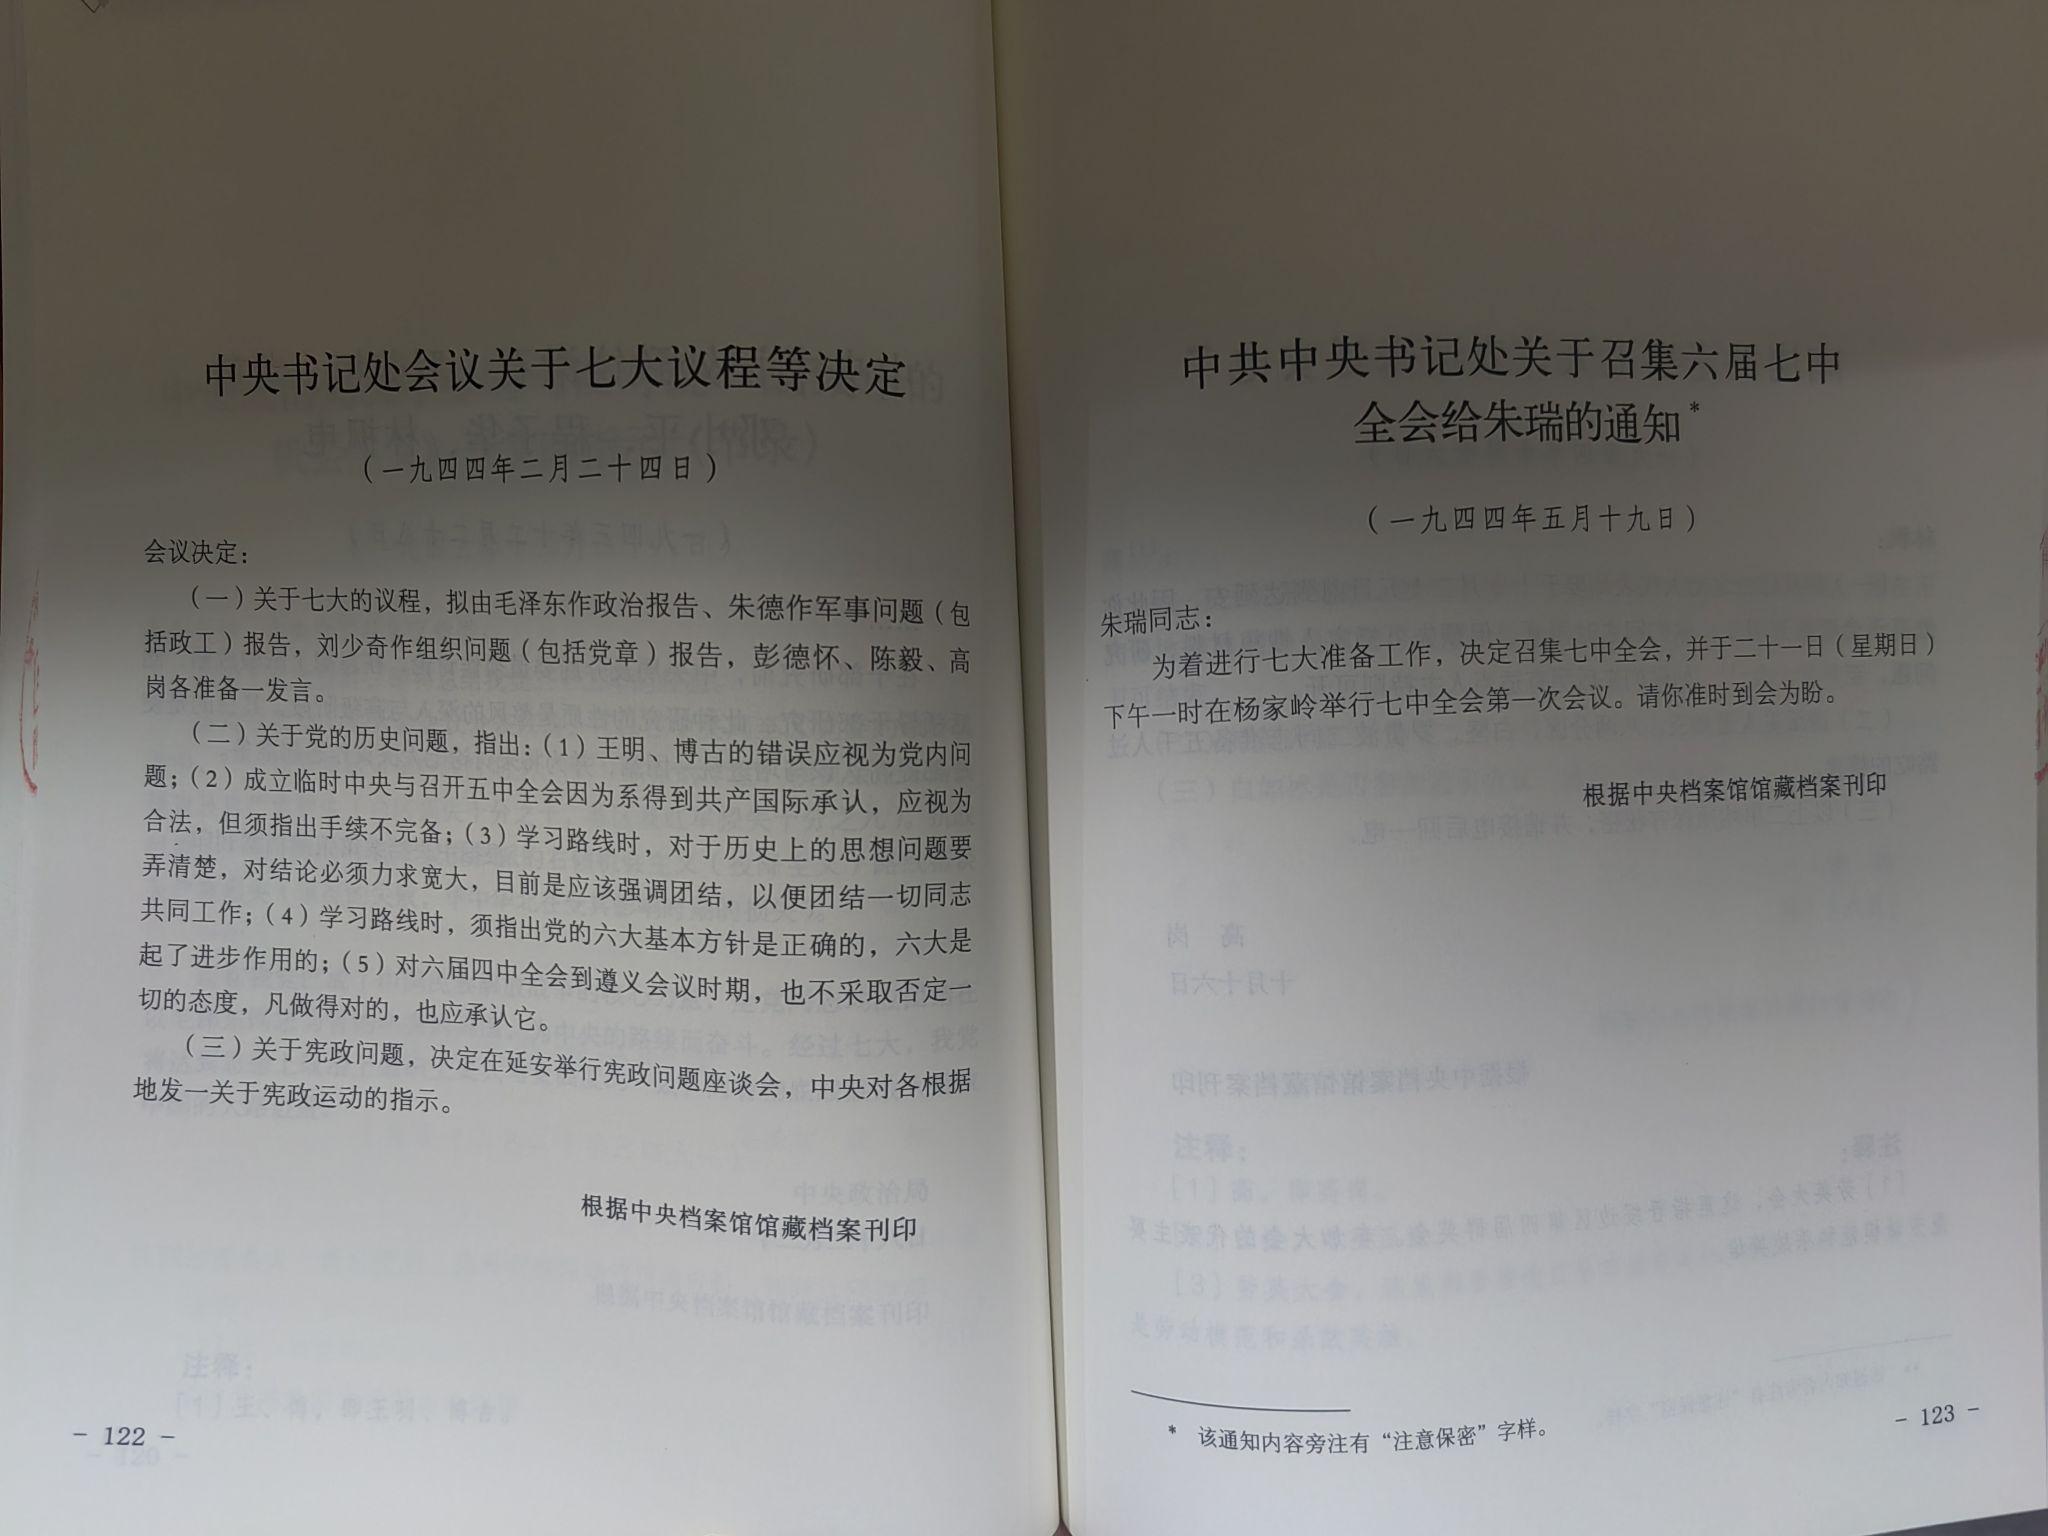 中央书记处会议关于七大议程等决定
（一九四四年二月二十四日）
会议决定：
（一）关于七大的议程，拟由毛泽东作政治报告、朱德作军事问题（包
括政工）报告，刘少奇作组织问题（包括党章）报告，彭德怀、陈毅、高
岗各准备一发言。
（二）关于党的历史问题，指出：（1）王明、博古的错误应视为党内问
题；（2）成立临时中央与召开五中全会因为系得到共产国际承认，应视为
合法，但须指出手续不完备；（3）学习路线时，对于历史上的思想问题要
弄清楚，对结论必须力求宽大，目前是应该强调团结，以便团结一切同志
共同工作；（4）学习路线时，须指出党的六大基本方针是正确的，六大是
起了进步作用的；（5）对六届四中全会到遵义会议时期，也不采取否定一
切的态度，凡做得对的，也应承认它。
（三）关于宪政问题，决定在延安举行宪政问题座谈会，中央对各根据
地发一关于宪政运动的指示。
根据中央档案馆馆藏档案刊印
- 122 -
中共中央书记处关于召集六届七中
全会给朱瑞的通知*
（一九四四年五月十九日）
朱瑞同志：
为着进行七大准备工作，决定召集七中全会，并于二十一日（星期日）
下午一时在杨家岭举行七中全会第一次会议。请你准时到会为盼。
根据中央档案馆馆藏档案刊印
* 该通知内容旁注有“注意保密”字样。
- 123 -